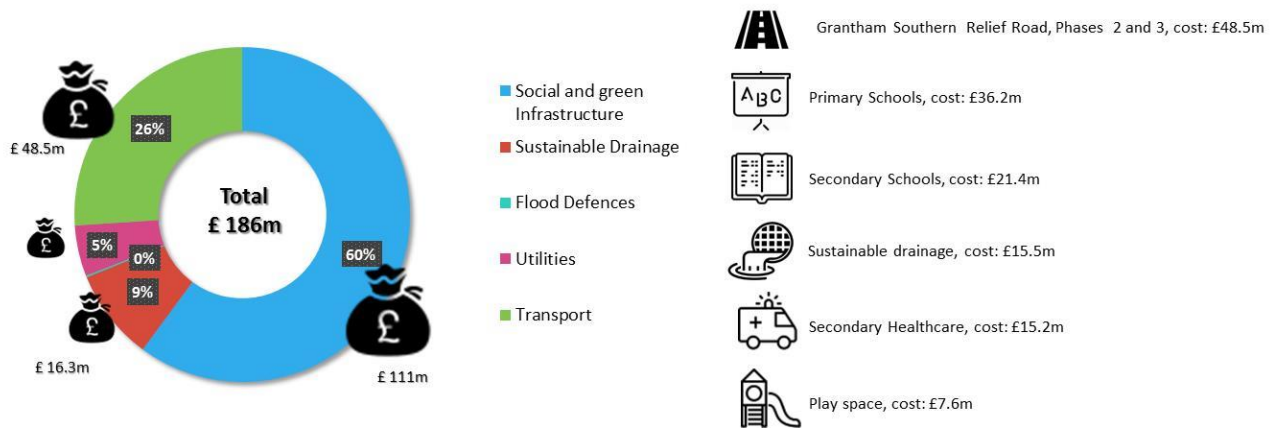 £ 48.5m
26%
Total
£ 186m
5%
0%
9%
60%
£
£
£
£
£ 16.3m
£ 111m
Social and green
Infrastructure
Sustainable Drainage
Flood Defences
Utilities
Transport
Grantham Southern Relief Road, Phases 2 and 3, cost: £48.5m
ABC
Primary Schools, cost: £36.2m
Secondary Schools, cost: £21.4m
Sustainable drainage, cost: £15.5m
Secondary Healthcare, cost: £15.2m
Play space, cost: £7.6m